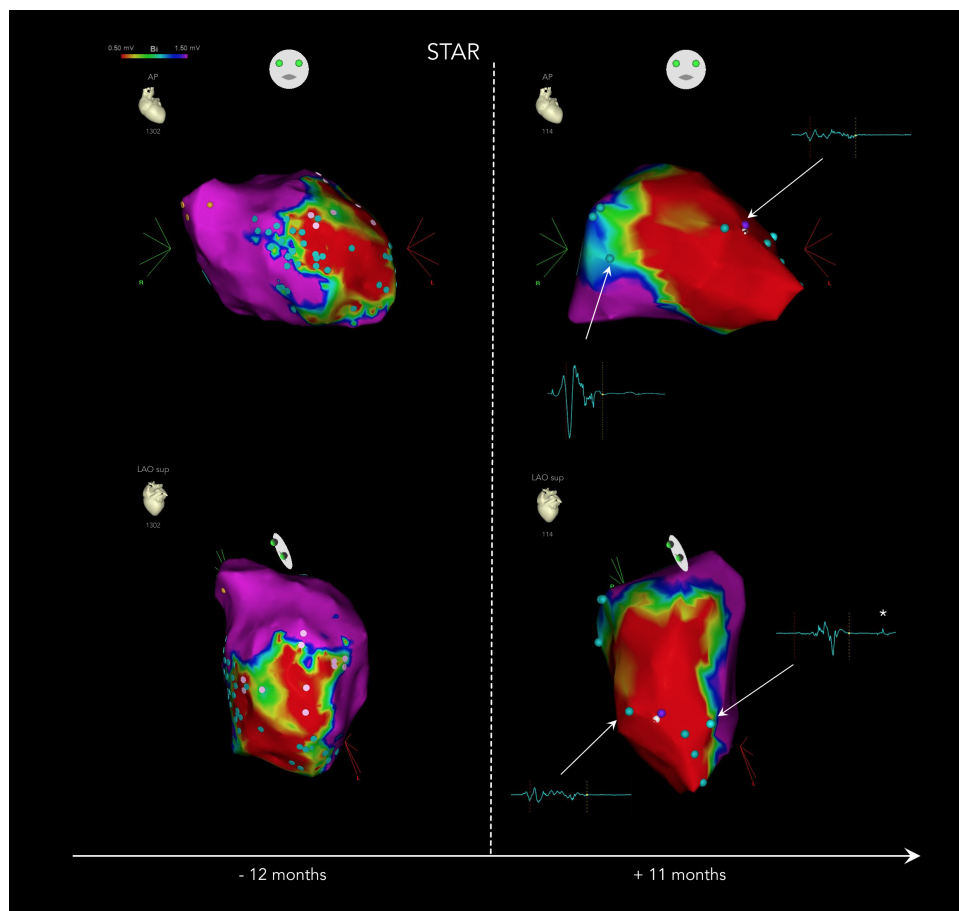 STAR
0.50 mV Bi 1.50 mV
AP
1302
R
L
AP
114
R
L
LAO sup
1302
L
LAO sup
114
*
L
- 12 months
+ 11 months